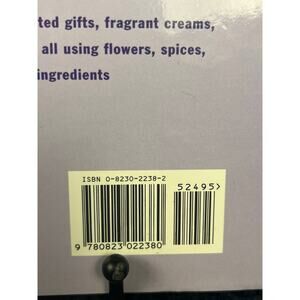 ted gifts, fragrant creams,
all using flowers, spices,
ingredients
ISBN 0-8230-2238-2
52495>
9 780823 022380